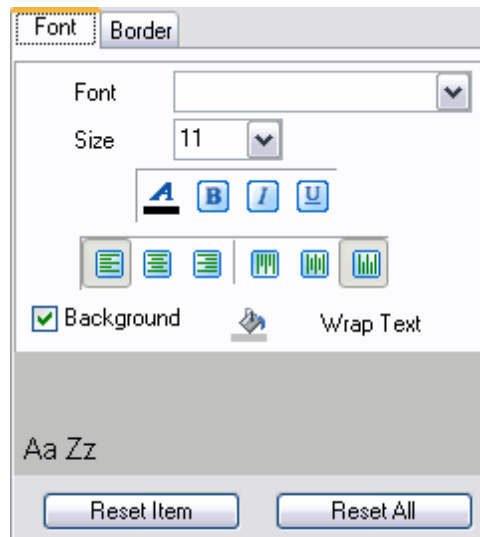 Font Border
Font
Size 11
A B I U
Background Wrap Text
Aa Zz
Reset Item Reset All